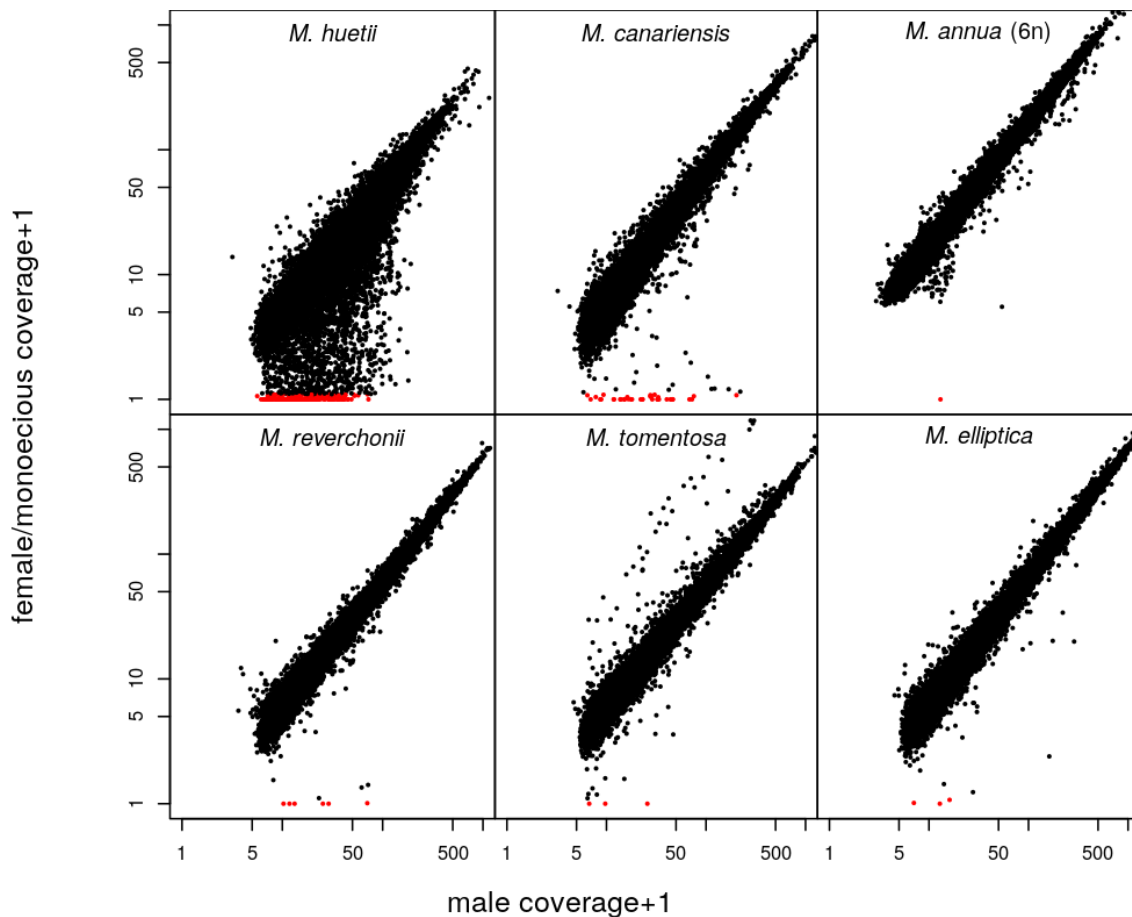 M. huetii
M. canariensis
M. annua (6n)
500
50
10
5
1
M. reverchonii
M. tomentosa
M. elliptica
500
50
10
5
1
female/monoecious coverage+1
1 5 50 500
1 5 50 500
1 5 50 500
male coverage+1